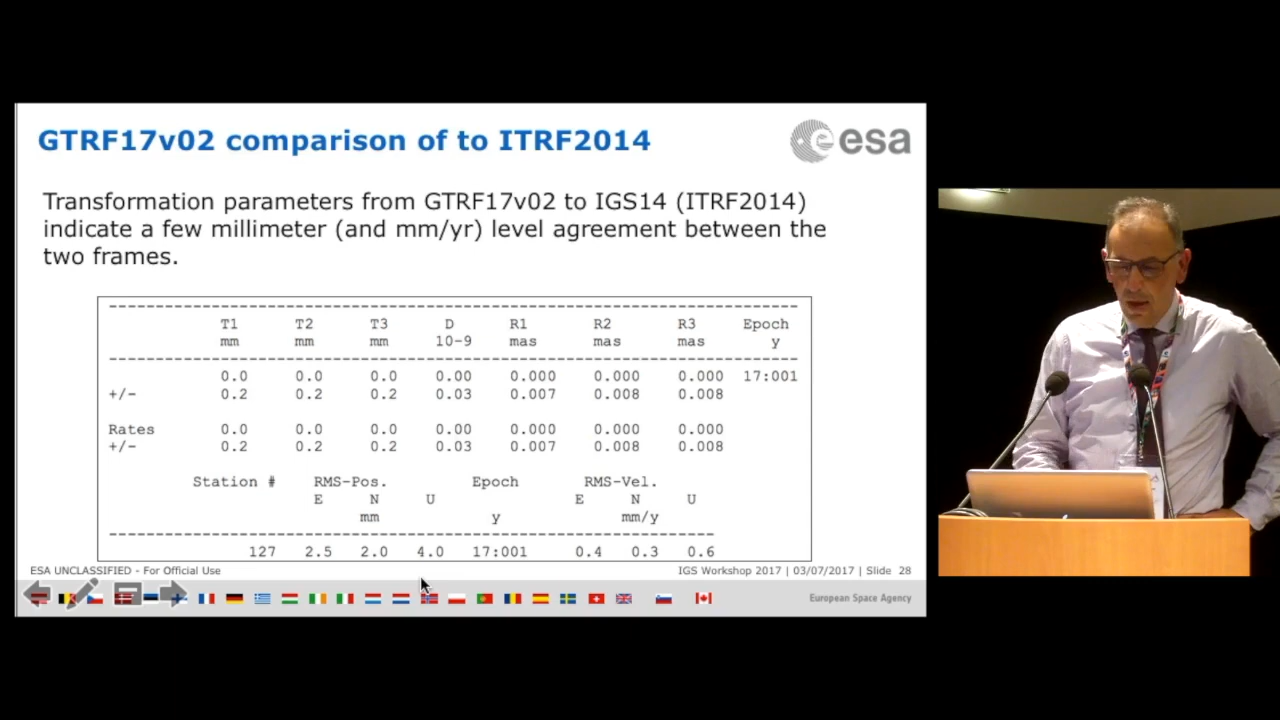 GTRF17v02 comparison of to ITRF2014
esa
Transformation parameters from GTRF17v02 to IGS14 (ITRF2014)
indicate a few millimeter (and mm/yr) level agreement between the
two frames.
T1 T2 T3 D R1 R2 R3 Epoch
mm mm mm 10-9 mas mas mas y
0.0 0.0 0.0 0.00 0.000 0.000 0.000 17:001
+/- 0.2 0.2 0.2 0.03 0.007 0.008 0.008
Rates 0.0 0.0 0.0 0.00 0.000 0.000 0.000
+/- 0.2 0.2 0.2 0.03 0.007 0.008 0.008
Station # RMS-Pos. Epoch RMS-Vel.
E N U E N U
mm y mm/y
127 2.5 2.0 4.0 17:001 0.4 0.3 0.6
ESA UNCLASSIFIED - For Official Use
IGS Workshop 2017 | 03/07/2017 | Slide 28
European Space Agency